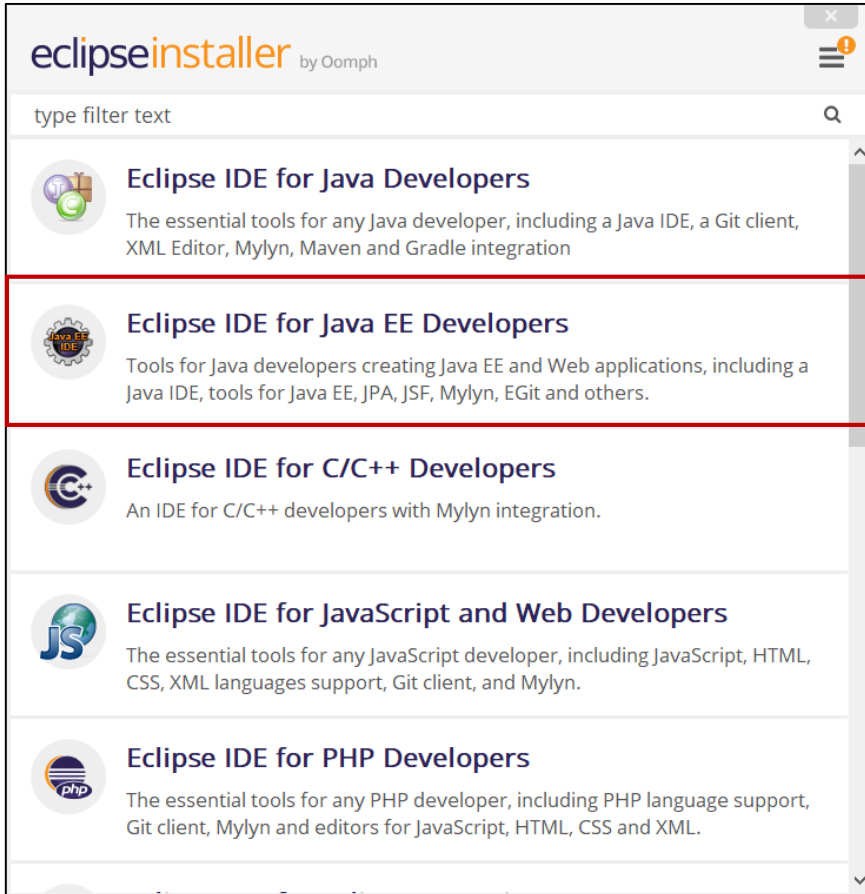 eclipseinstaller by Oomph
type filter text
Eclipse IDE for Java Developers
The essential tools for any Java developer, including a Java IDE, a Git client,
XML Editor, Mylyn, Maven and Gradle integration
Java EE
IDE
Eclipse IDE for Java EE Developers
Tools for Java developers creating Java EE and Web applications, including a
Java IDE, tools for Java EE, JPA, JSF, Mylyn, EGit and others.
C++
Eclipse IDE for C/C++ Developers
An IDE for C/C++ developers with Mylyn integration.
JS
Eclipse IDE for JavaScript and Web Developers
The essential tools for any JavaScript developer, including JavaScript, HTML,
CSS, XML languages support, Git client, and Mylyn.
php
Eclipse IDE for PHP Developers
The essential tools for any PHP developer, including PHP language support,
Git client, Mylyn and editors for JavaScript, HTML, CSS and XML.